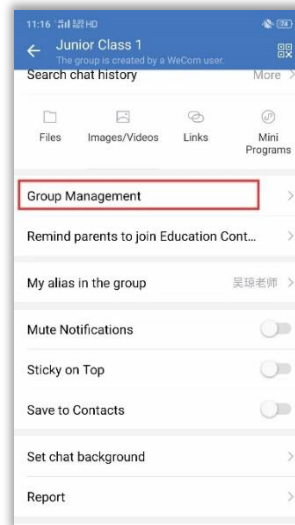 11:16
HD
28
Junior Class 1
The group is created by a WeCom user.
Search chat history
More
Files
Images/Videos
Links
Mini Programs
Group Management
Remind parents to join Education Cont...
My alias in the group
吴琼老师
Mute Notifications
Sticky on Top
Save to Contacts
Set chat background
Report